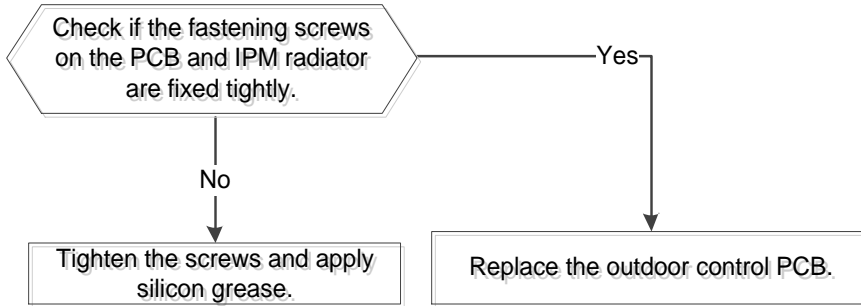 Check if the fastening screws
on the PCB and IPM radiator
are fixed tightly.
Yes
No
Tighten the screws and apply
silicon grease.
Replace the outdoor control PCB.